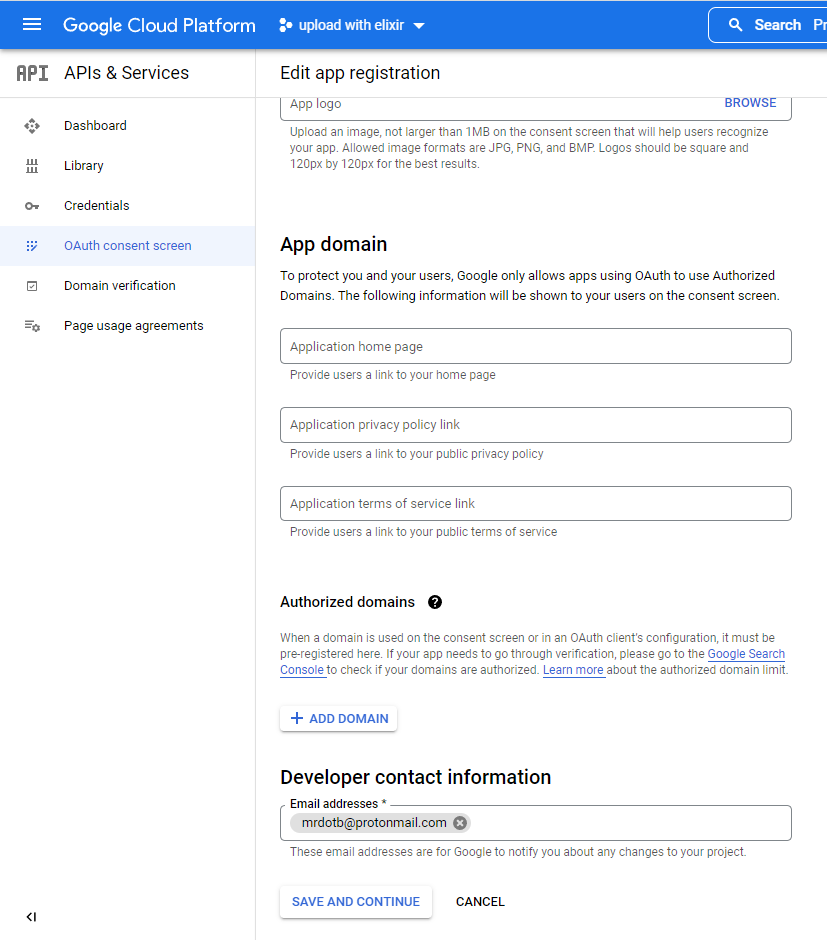 Google Cloud Platform
upload with elixir
Search Pr
API APIs & Services
Dashboard
Library
Credentials
OAuth consent screen
Domain verification
Page usage agreements
Edit app registration
App logo
BROWSE
Upload an image, not larger than 1MB on the consent screen that will help users recognize
your app. Allowed image formats are JPG, PNG, and BMP. Logos should be square and
120px by 120px for the best results.
App domain
To protect you and your users, Google only allows apps using OAuth to use Authorized
Domains. The following information will be shown to your users on the consent screen.
Application home page
Provide users a link to your home page
Application privacy policy link
Provide users a link to your public privacy policy
Application terms of service link
Provide users a link to your public terms of service
Authorized domains ?
When a domain is used on the consent screen or in an OAuth client's configuration, it must be
pre-registered here. If your app needs to go through verification, please go to the Google Search
Console to check if your domains are authorized. Learn more about the authorized domain limit.
+ ADD DOMAIN
Developer contact information
Email addresses *
mrdotb@protonmail.com
These email addresses are for Google to notify you about any changes to your project.
SAVE AND CONTINUE
CANCEL